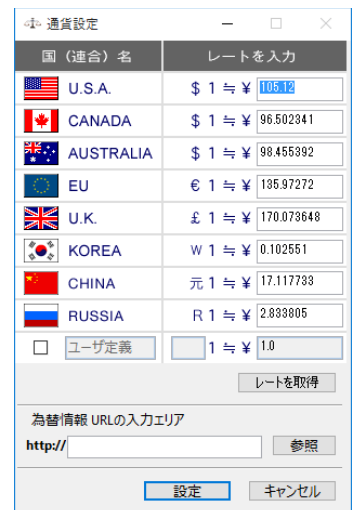 通貨設定
国（連合）名 レートを入力
U.S.A. $ 1 ≒ ¥ 105.12
CANADA $ 1 ≒ ¥ 96.502341
AUSTRALIA $ 1 ≒ ¥ 98.455392
EU € 1 ≒ ¥ 135.97272
U.K. £ 1 ≒ ¥ 170.073648
KOREA W 1 ≒ ¥ 0.102551
CHINA 元 1 ≒ ¥ 17.117733
RUSSIA R 1 ≒ ¥ 2.833805
ユーザ定義 1 ≒ ¥ 1.0
レートを取得
為替情報 URLの入力エリア
http:// 参照
設定 キャンセル